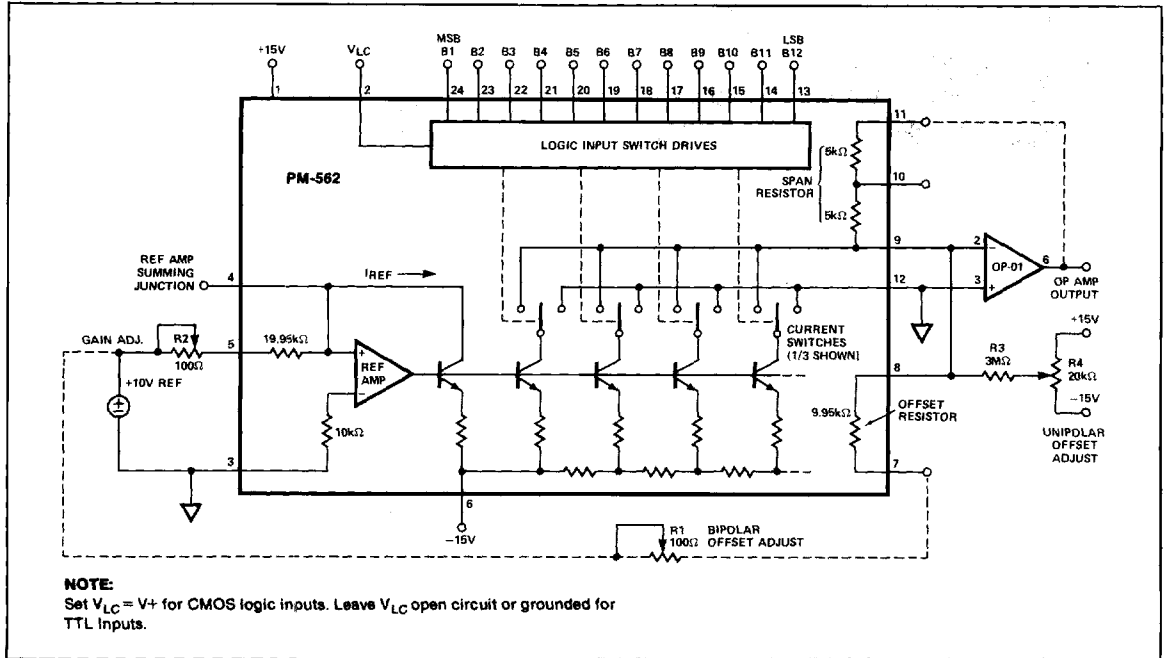 +15V
V_LC
MSB
B1
B2
B3
B4
B5
B6
B7
B8
B9
B10
B11
LSB
B12
1
2
24
23
22
21
20
19
18
17
16
15
14
13
11
LOGIC INPUT SWITCH DRIVES
5kΩ
PM-562
SPAN
RESISTOR
10
5kΩ
9
2
OP-01
6
3
OP AMP
OUTPUT
12
REF AMP
SUMMING
JUNCTION
4
I_REF
CURRENT
SWITCHES
(1/3 SHOWN)
+15V
GAIN ADJ.
R2
100Ω
5
19.95kΩ
+
REF
AMP
−
8
R3
3MΩ
R4
20kΩ
−15V
+10V REF
10kΩ
9.95kΩ
OFFSET
RESISTOR
UNIPOLAR
OFFSET
ADJUST
3
7
6
−15V
R1
100Ω
BIPOLAR
OFFSET ADJUST
NOTE:
Set V_LC = V+ for CMOS logic inputs. Leave V_LC open circuit or grounded for
TTL Inputs.